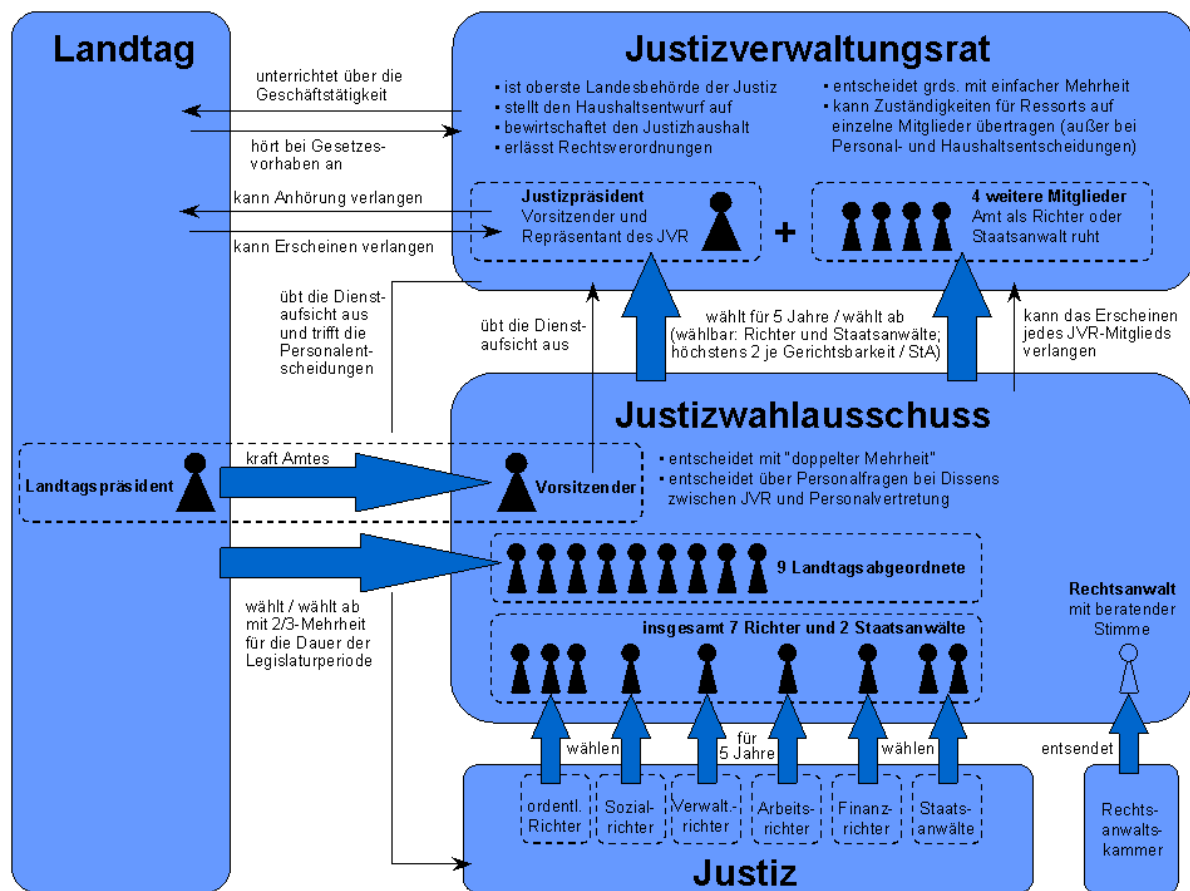 Landtag
Justizverwaltungsrat
▪ ist oberste Landesbehörde der Justiz
▪ stellt den Haushaltsentwurf auf
▪ bewirtschaftet den Justizhaushalt
▪ erlässt Rechtsverordnungen
▪ entscheidet grds. mit einfacher Mehrheit
▪ kann Zuständigkeiten für Ressorts auf
einzelne Mitglieder übertragen (außer bei
Personal- und Haushaltsentscheidungen)
unterrichtet über die
Geschäftstätigkeit
hört bei Gesetzes-
vorhaben an
kann Anhörung verlangen
kann Erscheinen verlangen
Justizpräsident
Vorsitzender und
Repräsentant des JVR
+
4 weitere Mitglieder
Amt als Richter oder
Staatsanwalt ruht
übt die Dienst-
aufsicht aus
und trifft die
Personalent-
scheidungen
übt die Dienst-
aufsicht aus
wählt für 5 Jahre / wählt ab
(wählbar: Richter und Staatsanwälte;
höchstens 2 je Gerichtsbarkeit / StA)
kann das Erscheinen
jedes JVR-Mitglieds
verlangen
Justizwahlausschuss
▪ entscheidet mit "doppelter Mehrheit"
▪ entscheidet über Personalfragen bei Dissens
zwischen JVR und Personalvertretung
Landtagspräsident
kraft Amtes
Vorsitzender
9 Landtagsabgeordnete
wählt / wählt ab
mit 2/3-Mehrheit
für die Dauer der
Legislaturperiode
insgesamt 7 Richter und 2 Staatsanwälte
Rechtsanwalt
mit beratender
Stimme
wählen
für
5 Jahre
wählen
entsendet
ordentl.
Richter
Sozial-
richter
Verwalt.-
richter
Arbeits-
richter
Finanz-
richter
Staats-
anwälte
Justiz
Rechts-
anwalts-
kammer